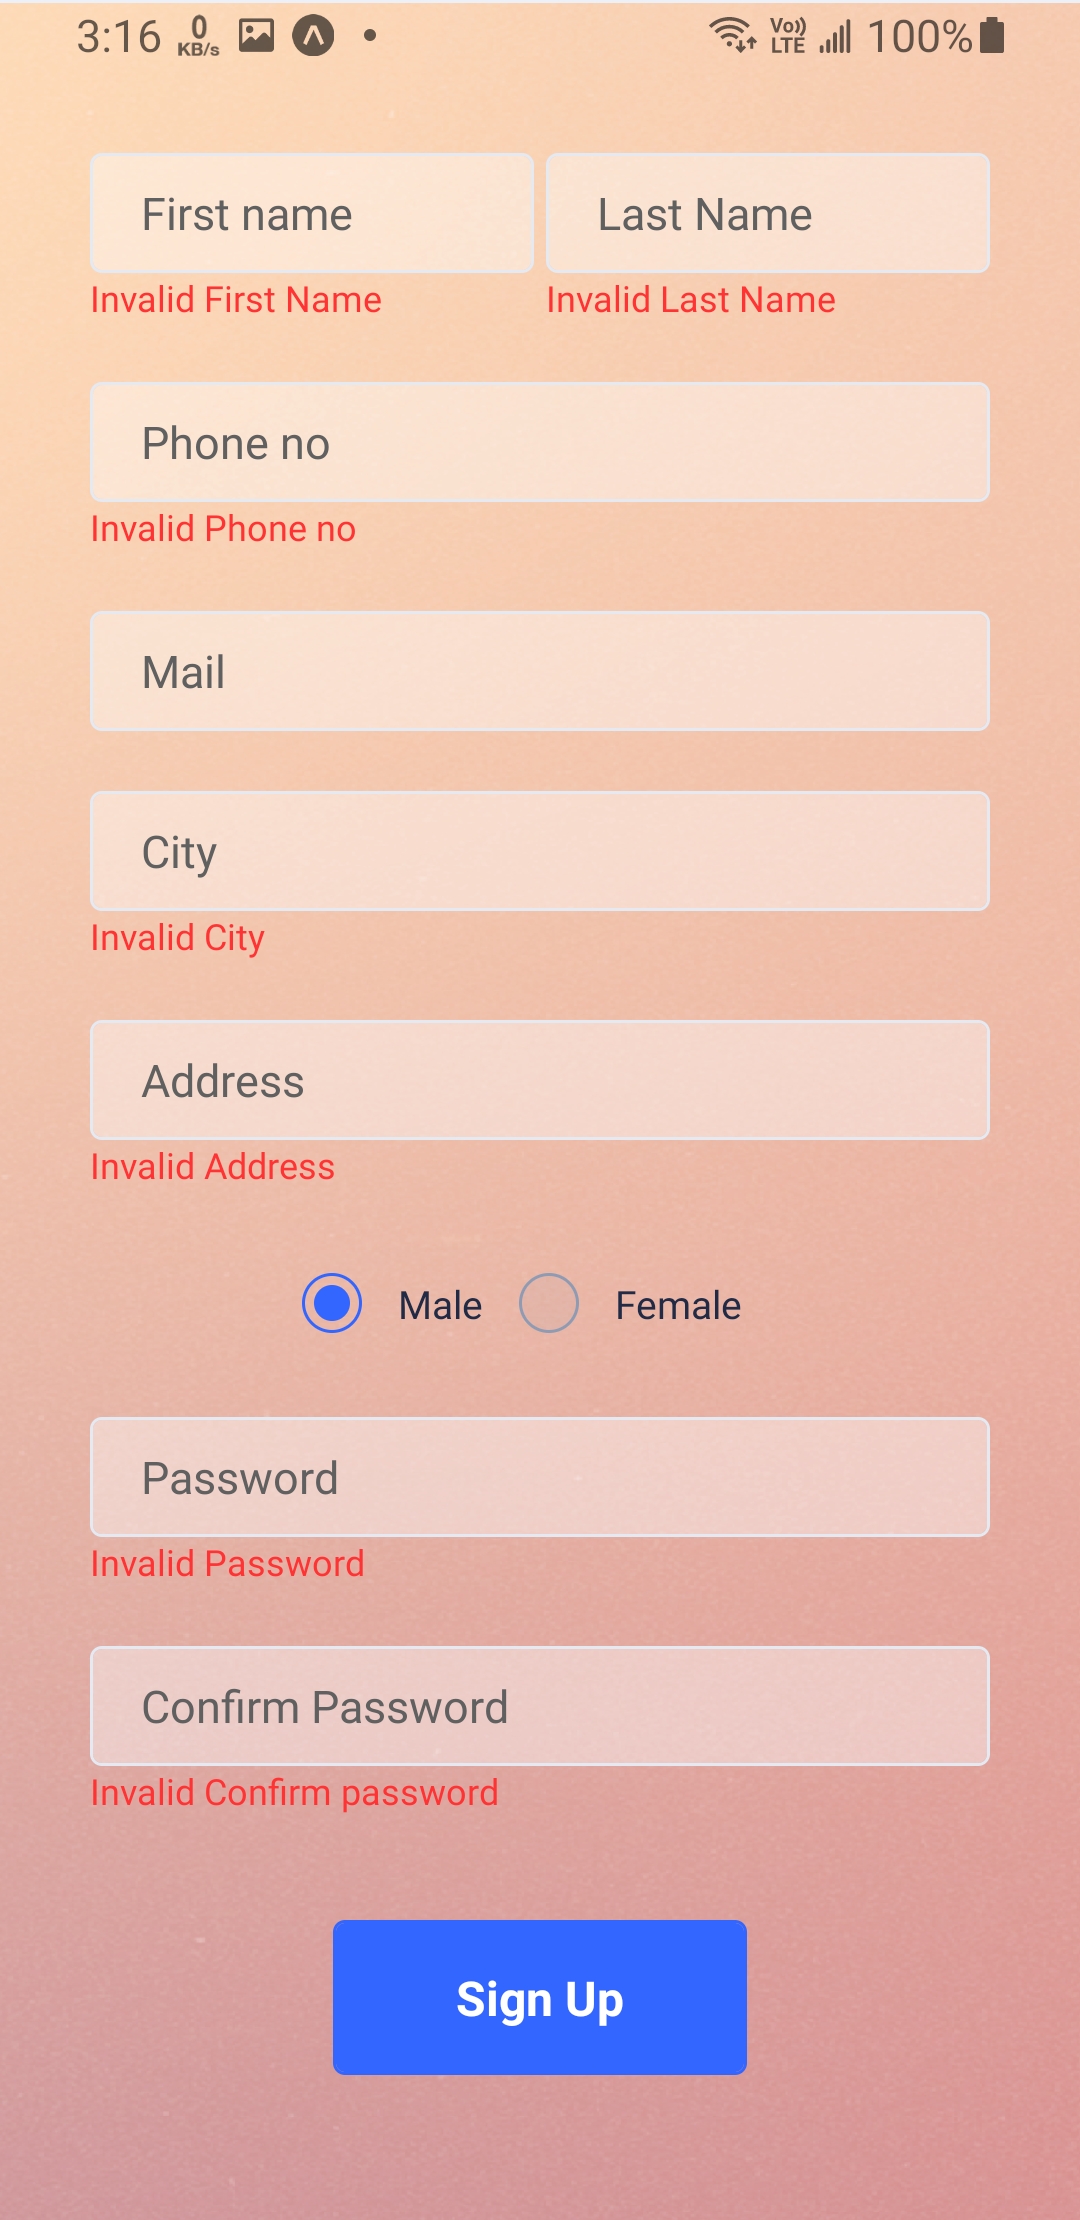 3:16 0 KB/s Vo)) LTE 100%
First name Last Name
Invalid First Name Invalid Last Name
Phone no
Invalid Phone no
Mail
City
Invalid City
Address
Invalid Address
Male Female
Password
Invalid Password
Confirm Password
Invalid Confirm password
Sign Up